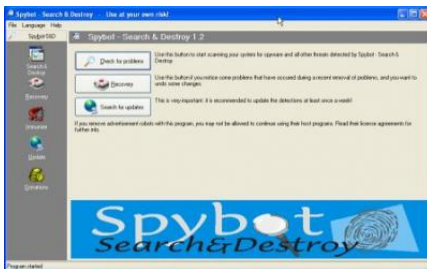 Spybot - Search & Destroy - Use at your own risk!
File Language Help
Spybot-S&D
Spybot - Search & Destroy 1.2
Search & Destroy
Recovery
Immunize
Update
Donations
Check for problems
Use this button to start scanning your system for spyware and all other threats detected by Spybot - Search & Destroy.
Recovery
Use this button if you notice some problems that have occured during a recent removal of problems, and you want to undo some changes.
Search for updates
This is very important: it is recommended to update the detections at least once a week!
If you remove advertisement robots with this program, you may not be allowed to continue using their host programs. Read their license agreements for further info.
Spybot
Search&Destroy
Program started